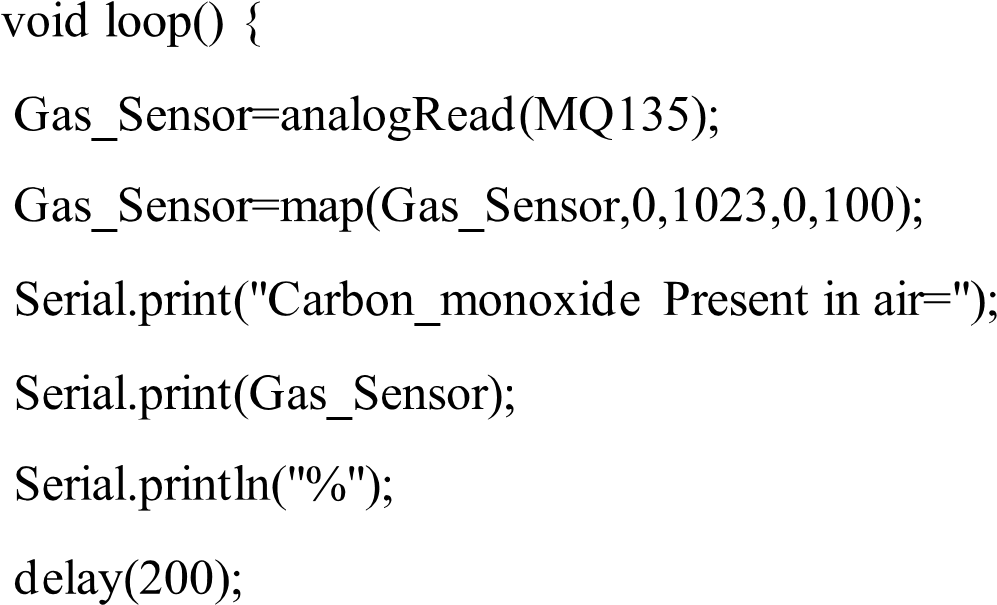 void loop() {
Gas_Sensor=analogRead(MQ135);
Gas_Sensor=map(Gas_Sensor,0,1023,0,100);
Serial.print("Carbon_monoxide Present in air=");
Serial.print(Gas_Sensor);
Serial.println("%");
delay(200);